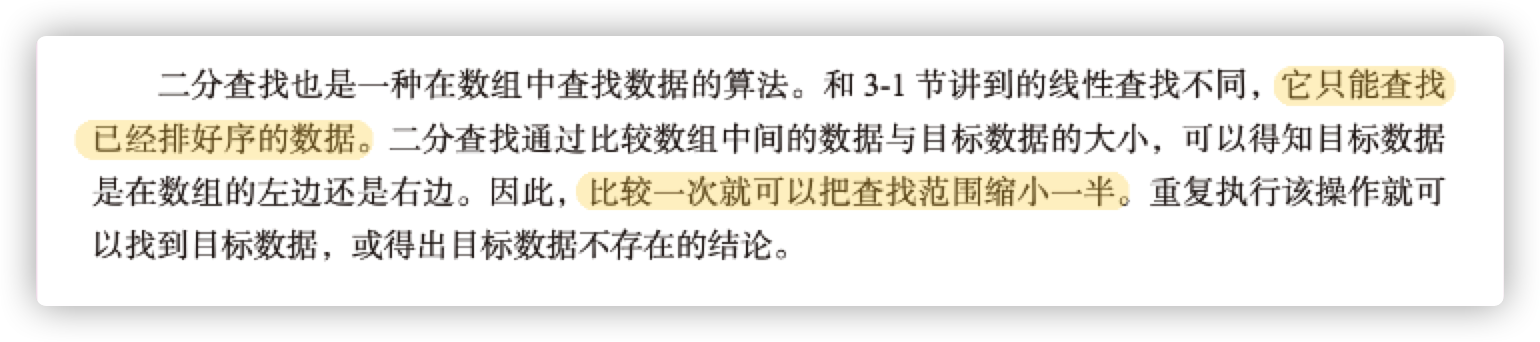 二分查找也是一种在数组中查找数据的算法。和 3-1 节讲到的线性查找不同，它只能查找
已经排好序的数据。二分查找通过比较数组中间的数据与目标数据的大小，可以得知目标数据
是在数组的左边还是右边。因此，比较一次就可以把查找范围缩小一半。重复执行该操作就可
以找到目标数据，或得出目标数据不存在的结论。